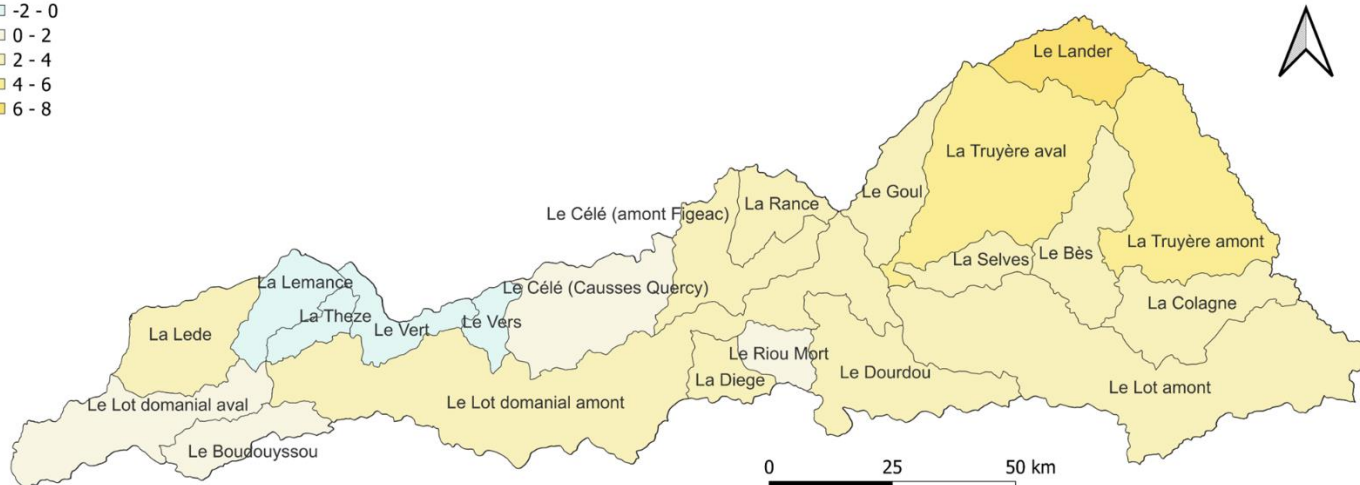 -2 - 0
0 - 2
2 - 4
4 - 6
6 - 8
Le Lander
La Truyère aval
Le Goul
La Rance
Le Célé (amont Figeac)
La Truyère amont
La Selves
Le Bès
La Lemance
Le Célé (Causses Quercy)
La Colagne
La Theze
Le Vert
Le Vers
La Lede
Le Riou Mort
La Diege
Le Dourdou
Le Lot amont
Le Lot domanial aval
Le Lot domanial amont
Le Boudouyssou
0 25 50 km